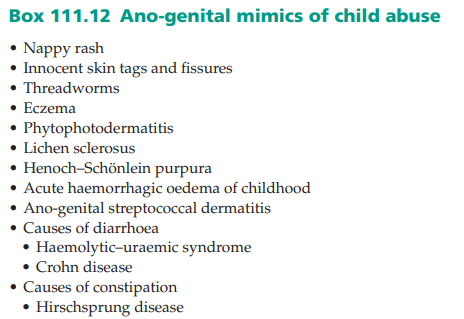 Box 111.12 Ano-genital mimics of child abuse
• Nappy rash
• Innocent skin tags and fissures
• Threadworms
• Eczema
• Phytophotodermatitis
• Lichen sclerosus
• Henoch–Schönlein purpura
• Acute haemorrhagic oedema of childhood
• Ano-genital streptococcal dermatitis
• Causes of diarrhoea
• Haemolytic–uraemic syndrome
• Crohn disease
• Causes of constipation
• Hirschsprung disease